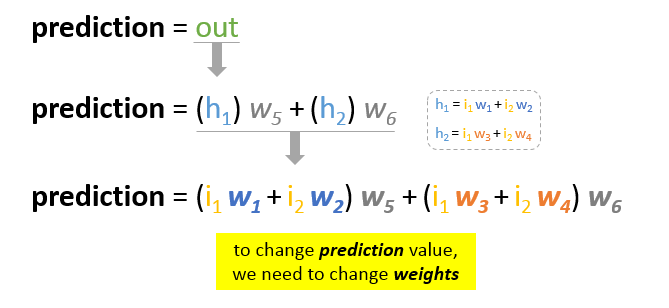 prediction = out
prediction = (h₁) w₅ + (h₂) w₆
h₁ = i₁ w₁ + i₂ w₂
h₂ = i₁ w₃ + i₂ w₄
prediction = (i₁ w₁ + i₂ w₂) w₅ + (i₁ w₃ + i₂ w₄) w₆
to change prediction value,
we need to change weights